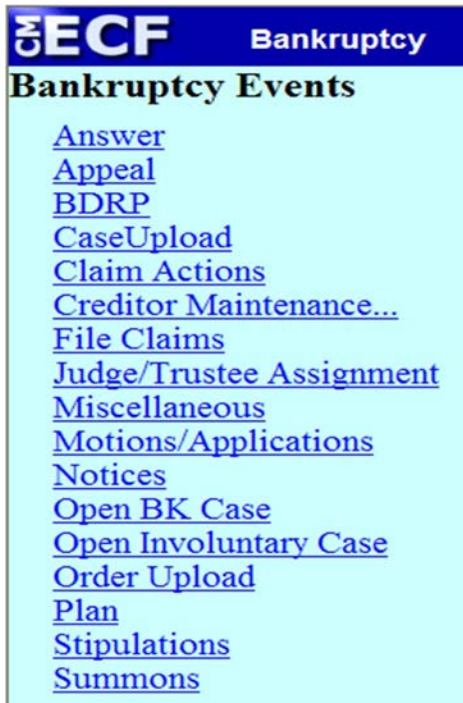 CM ECF Bankruptcy
Bankruptcy Events
Answer
Appeal
BDRP
CaseUpload
Claim Actions
Creditor Maintenance...
File Claims
Judge/Trustee Assignment
Miscellaneous
Motions/Applications
Notices
Open BK Case
Open Involuntary Case
Order Upload
Plan
Stipulations
Summons